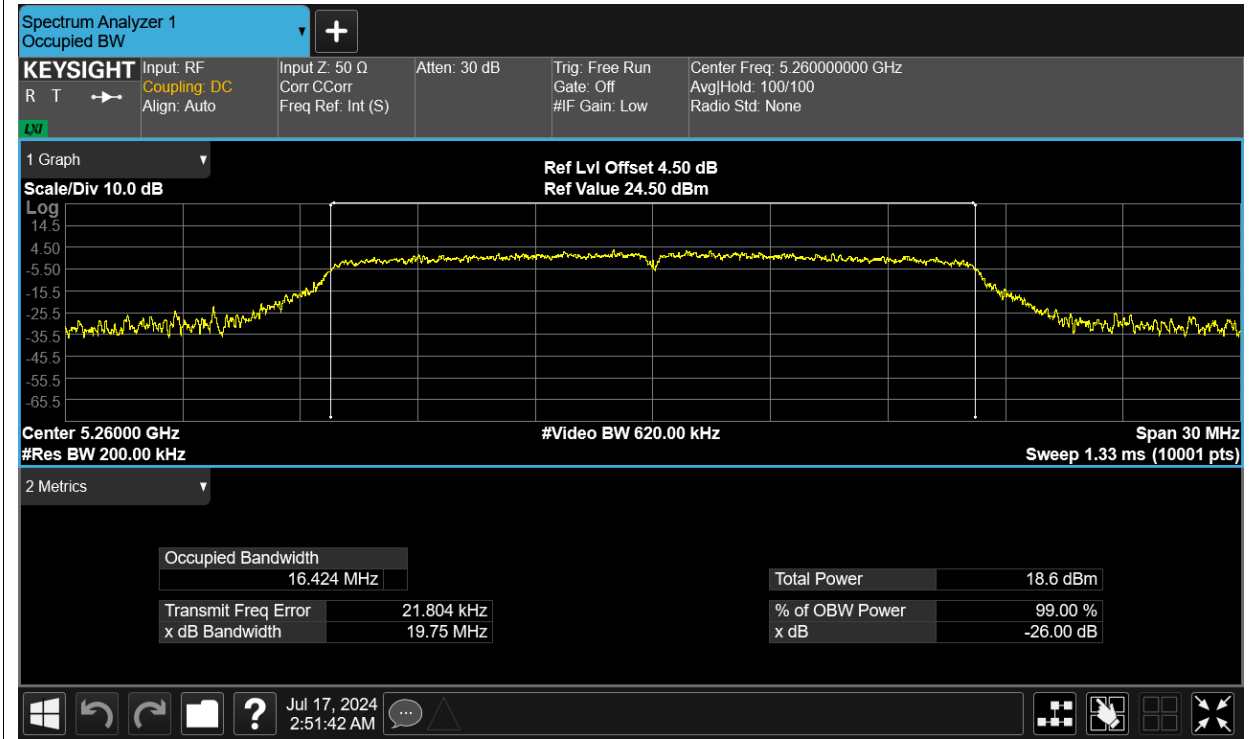 Spectrum Analyzer 1
Occupied BW
KEYSIGHT
R T
LXI
Input: RF
Coupling: DC
Align: Auto
Input Z: 50 Ω
Corr CCorr
Freq Ref: Int (S)
Atten: 30 dB
Trig: Free Run
Gate: Off
#IF Gain: Low
Center Freq: 5.260000000 GHz
Avg|Hold: 100/100
Radio Std: None
1 Graph
Scale/Div 10.0 dB
Ref Lvl Offset 4.50 dB
Ref Value 24.50 dBm
Log
14.5
4.50
-5.50
-15.5
-25.5
-35.5
-45.5
-55.5
-65.5
Center 5.26000 GHz
#Video BW 620.00 kHz
Span 30 MHz
#Res BW 200.00 kHz
Sweep 1.33 ms (10001 pts)
2 Metrics
Occupied Bandwidth
16.424 MHz
Transmit Freq Error 21.804 kHz
x dB Bandwidth 19.75 MHz
Total Power 18.6 dBm
% of OBW Power 99.00 %
x dB -26.00 dB
?
Jul 17, 2024
2:51:42 AM